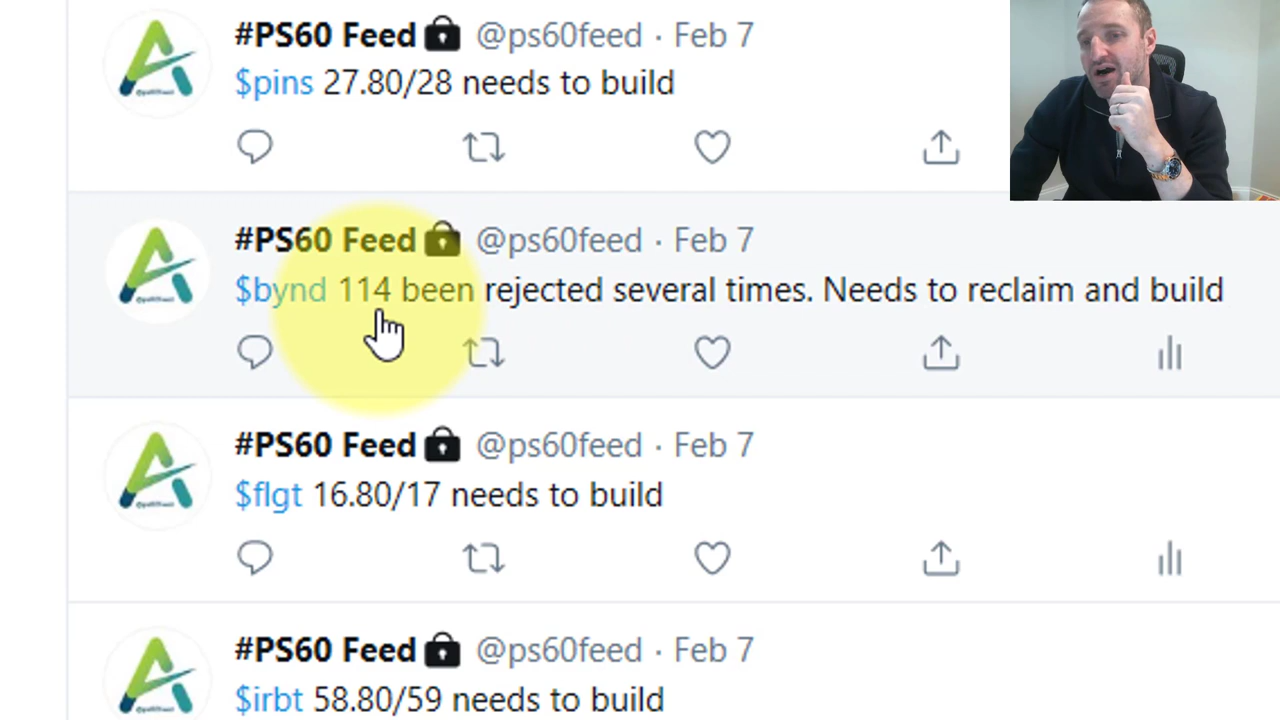 #PS60 Feed @ps60feed · Feb 7
$pins 27.80/28 needs to build
#PS60 Feed @ps60feed · Feb 7
$bynd 114 been rejected several times. Needs to reclaim and build
#PS60 Feed @ps60feed · Feb 7
$flgt 16.80/17 needs to build
#PS60 Feed @ps60feed · Feb 7
$irbt 58.80/59 needs to build